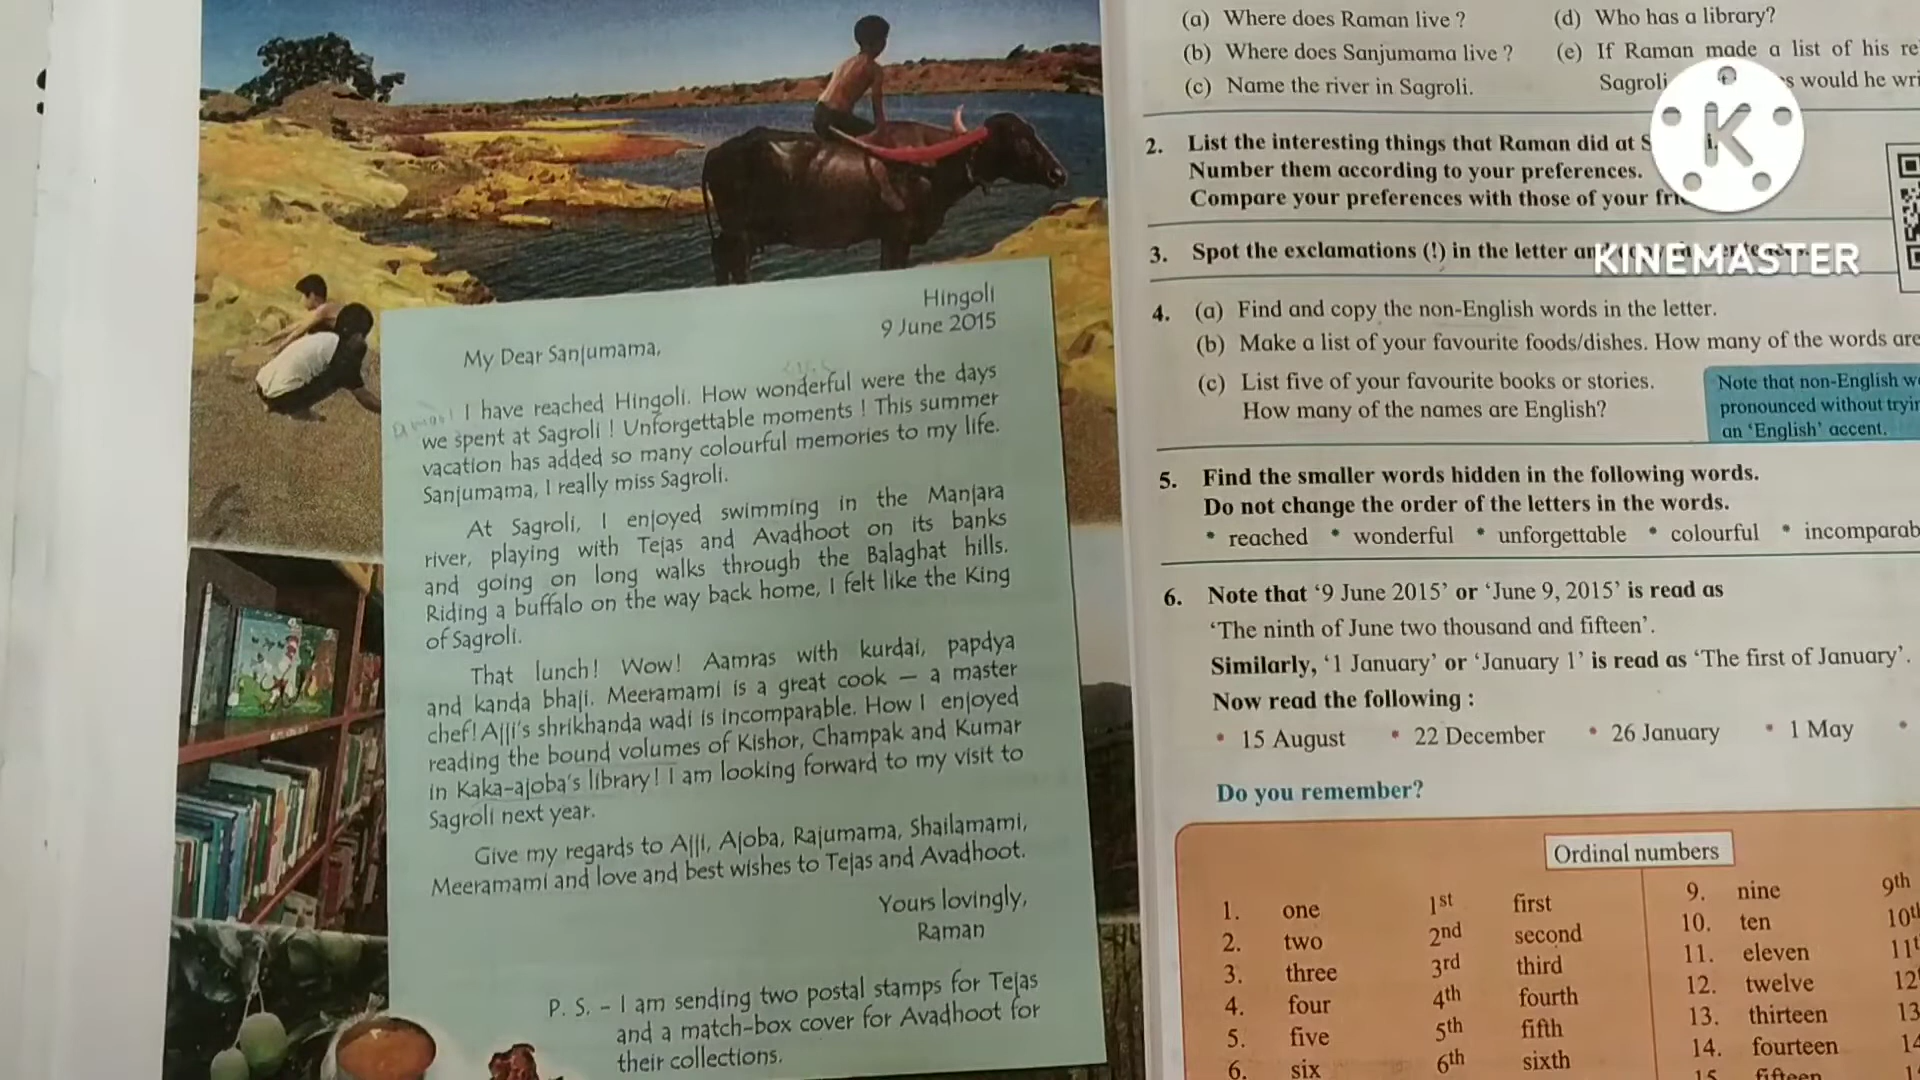 Hingoli
9 June 2015
My Dear Sanjumama,
I have reached Hingoli. How wonderful were the days
we spent at Sagroli ! Unforgettable moments ! This summer
vacation has added so many colourful memories to my life.
Sanjumama, I really miss Sagroli.
At Sagroli, I enjoyed swimming in the Manjara
river, playing with Tejas and Avadhoot on its banks
and going on long walks through the Balaghat hills.
Riding a buffalo on the way back home, I felt like the King
of Sagroli.
That lunch! Wow! Aamras with kurdai, papdya
and kanda bhaji. Meeramami is a great cook – a master
chef! Ajji's shrikhanda wadi is incomparable. How I enjoyed
reading the bound volumes of Kishor, Champak and Kumar
in Kaka-ajoba's library! I am looking forward to my visit to
Sagroli next year.
Give my regards to Ajji, Ajoba, Rajumama, Shailamami,
Meeramami and love and best wishes to Tejas and Avadhoot.
Yours lovingly,
Raman
P. S. – I am sending two postal stamps for Tejas
and a match-box cover for Avadhoot for
their collections.
(a) Where does Raman live ?
(b) Where does Sanjumama live ?
(c) Name the river in Sagroli.
(d) Who has a library?
(e) If Raman made a list of his
Sagroli would he
2. List the interesting things that Raman did at
Number them according to your preferences.
Compare your preferences with those of your
3. Spot the exclamations (!) in the letter
KINEMASTER
4. (a) Find and copy the non-English words in the letter.
(b) Make a list of your favourite foods/dishes. How many of the words are
(c) List five of your favourite books or stories.
How many of the names are English?
Note that non-English
pronounced without
an 'English' accent.
5. Find the smaller words hidden in the following words.
Do not change the order of the letters in the words.
* reached * wonderful * unforgettable * colourful * incomparab
6. Note that '9 June 2015' or 'June 9, 2015' is read as
'The ninth of June two thousand and fifteen'.
Similarly, '1 January' or 'January 1' is read as 'The first of January'.
Now read the following :
* 15 August * 22 December * 26 January * 1 May *
Do you remember?
Ordinal numbers
1. one 1st first
2. two 2nd second
3. three 3rd third
4. four 4th fourth
5. five 5th fifth
6. six 6th sixth
9. nine 9th
10. ten 10th
11. eleven 11t
12. twelve 12
13. thirteen 13
14. fourteen 14
15. fifteen